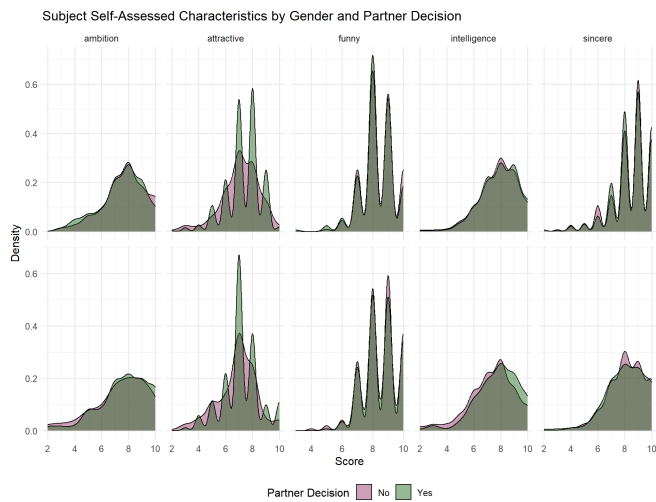 Subject Self-Assessed Characteristics by Gender and Partner Decision
ambition attractive funny intelligence sincere
0.6
0.4
0.2
0.0
Density
0.6
0.4
0.2
0.0
2 4 6 8 10 2 4 6 8 10 4 6 8 10 2 4 6 8 10 2 4 6 8 10
Score
Partner Decision No Yes